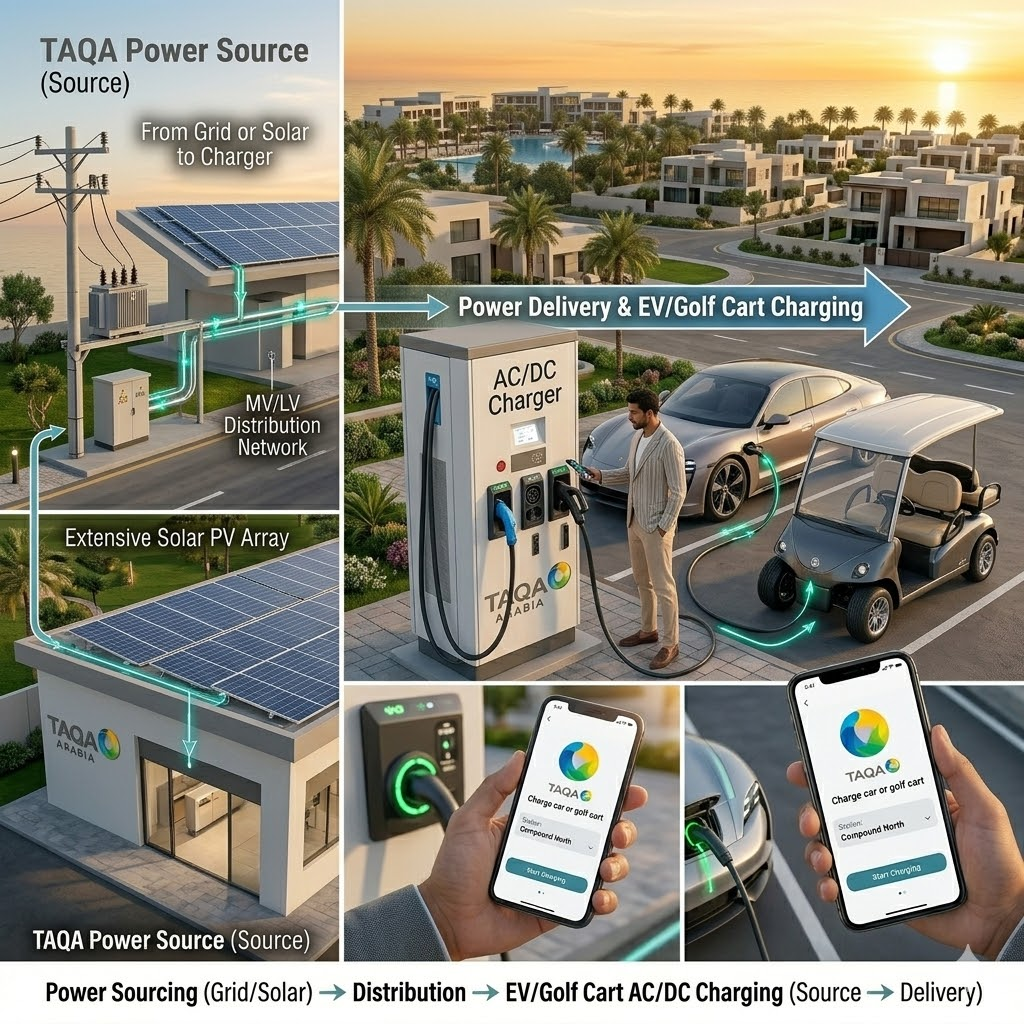 TAQA Power Source
(Source)
From Grid or Solar
to Charger
MV/LV
Distribution
Network
Power Delivery & EV/Golf Cart Charging
AC/DC
Charger
TAQA
ARABIA
Extensive Solar PV Array
TAQA
ARABIA
TAQA Power Source (Source)
TAQA
Charge car or golf cart
Compound North
Start Charging
TAQA
Charge car or golf cart
Compound North
Start Charging
Power Sourcing (Grid/Solar) → Distribution → EV/Golf Cart AC/DC Charging (Source → Delivery)